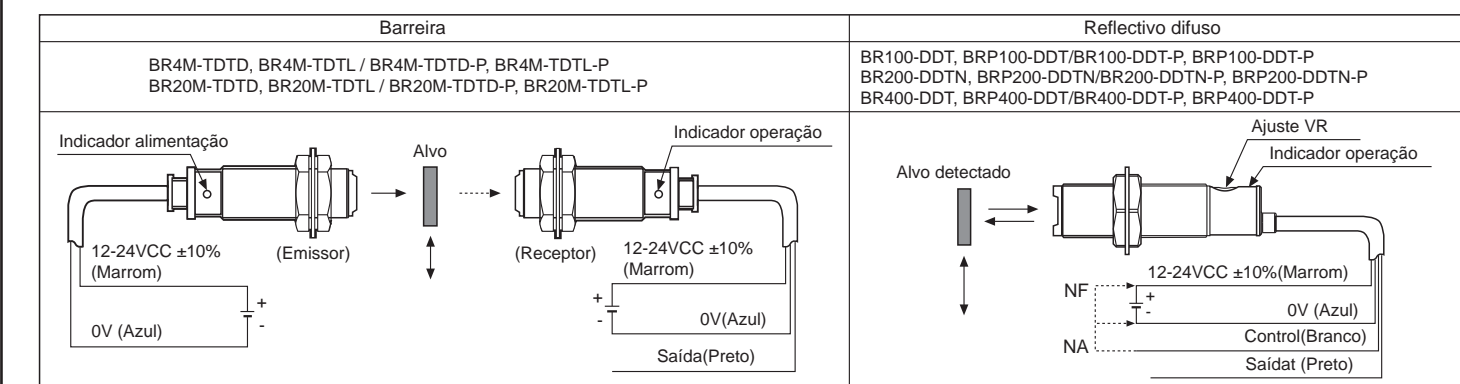 Barreira
BR4M-TDTD, BR4M-TDTL / BR4M-TDTD-P, BR4M-TDTL-P
BR20M-TDTD, BR20M-TDTL / BR20M-TDTD-P, BR20M-TDTL-P
Indicador alimentação
Alvo
Indicador operação
(Emissor)
(Receptor)
12-24VCC ±10%
(Marrom)
+
-
0V (Azul)
12-24VCC ±10%
(Marrom)
+
-
0V(Azul)
Saída(Preto)
Reflectivo difuso
BR100-DDT, BRP100-DDT/BR100-DDT-P, BRP100-DDT-P
BR200-DDTN, BRP200-DDTN/BR200-DDTN-P, BRP200-DDTN-P
BR400-DDT, BRP400-DDT/BR400-DDT-P, BRP400-DDT-P
Ajuste VR
Indicador operação
Alvo detectado
12-24VCC ±10%(Marrom)
NF
+
-
0V (Azul)
Control(Branco)
NA
Saídat (Preto)